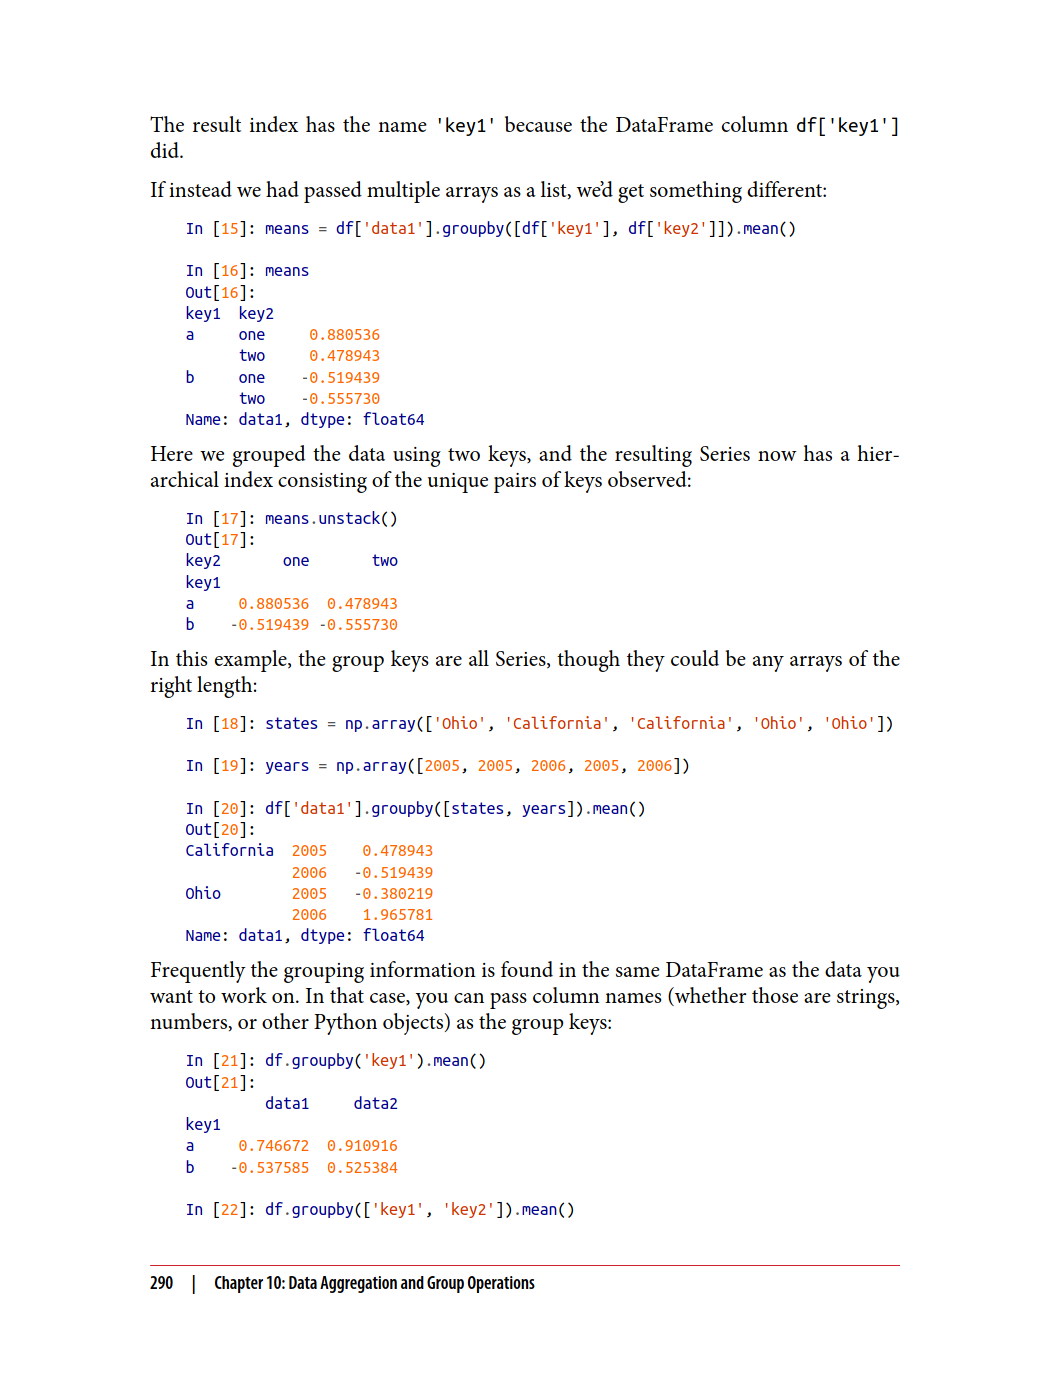 The result index has the name 'key1' because the DataFrame column df['key1']
did.
If instead we had passed multiple arrays as a list, we’d get something different:
In [15]: means = df['data1'].groupby([df['key1'], df['key2']]).mean()
In [16]: means
Out[16]:
key1  key2
a     one     0.880536
      two     0.478943
b     one    -0.519439
      two    -0.555730
Name: data1, dtype: float64
Here we grouped the data using two keys, and the resulting Series now has a hier-
archical index consisting of the unique pairs of keys observed:
In [17]: means.unstack()
Out[17]:
key2       one       two
key1
a     0.880536  0.478943
b    -0.519439 -0.555730
In this example, the group keys are all Series, though they could be any arrays of the
right length:
In [18]: states = np.array(['Ohio', 'California', 'California', 'Ohio', 'Ohio'])
In [19]: years = np.array([2005, 2005, 2006, 2005, 2006])
In [20]: df['data1'].groupby([states, years]).mean()
Out[20]:
California  2005    0.478943
            2006   -0.519439
Ohio        2005   -0.380219
            2006    1.965781
Name: data1, dtype: float64
Frequently the grouping information is found in the same DataFrame as the data you
want to work on. In that case, you can pass column names (whether those are strings,
numbers, or other Python objects) as the group keys:
In [21]: df.groupby('key1').mean()
Out[21]:
         data1     data2
key1
a     0.746672  0.910916
b    -0.537585  0.525384
In [22]: df.groupby(['key1', 'key2']).mean()
290 | Chapter 10: Data Aggregation and Group Operations